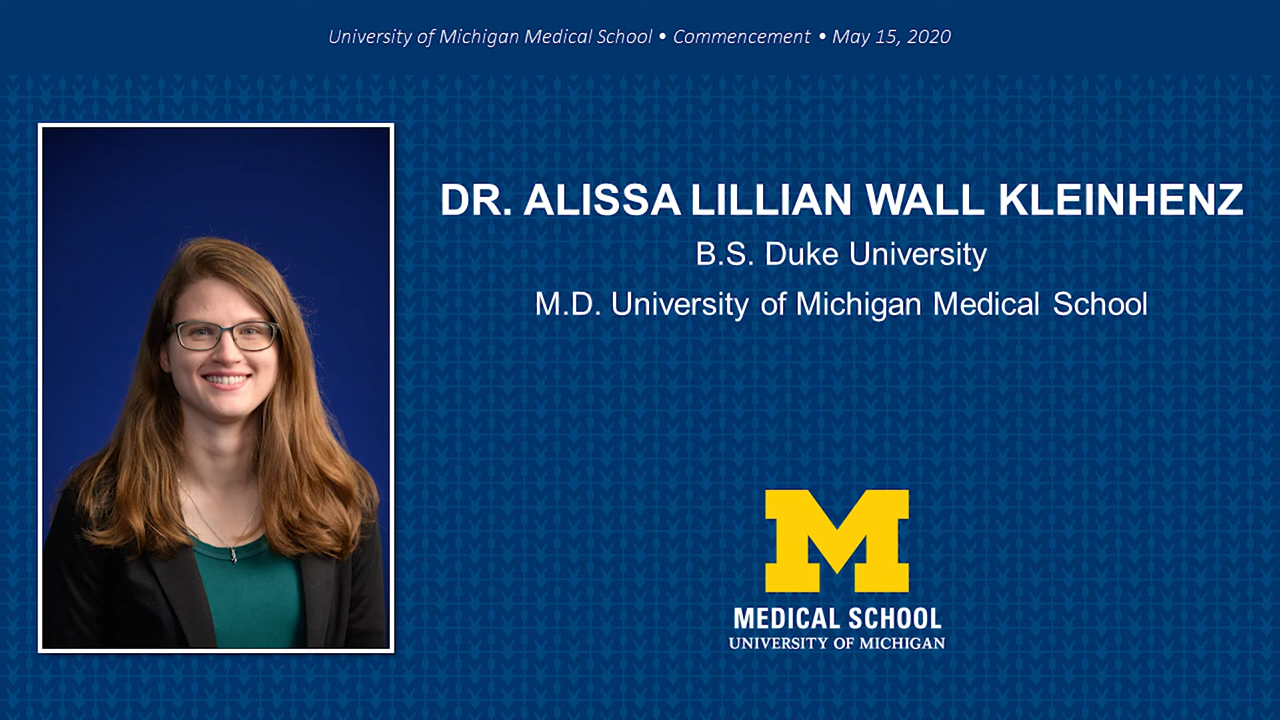 University of Michigan Medical School • Commencement • May 15, 2020
DR. ALISSA LILLIAN WALL KLEINHENZ
B.S. Duke University
M.D. University of Michigan Medical School
M
MEDICAL SCHOOL
UNIVERSITY OF MICHIGAN